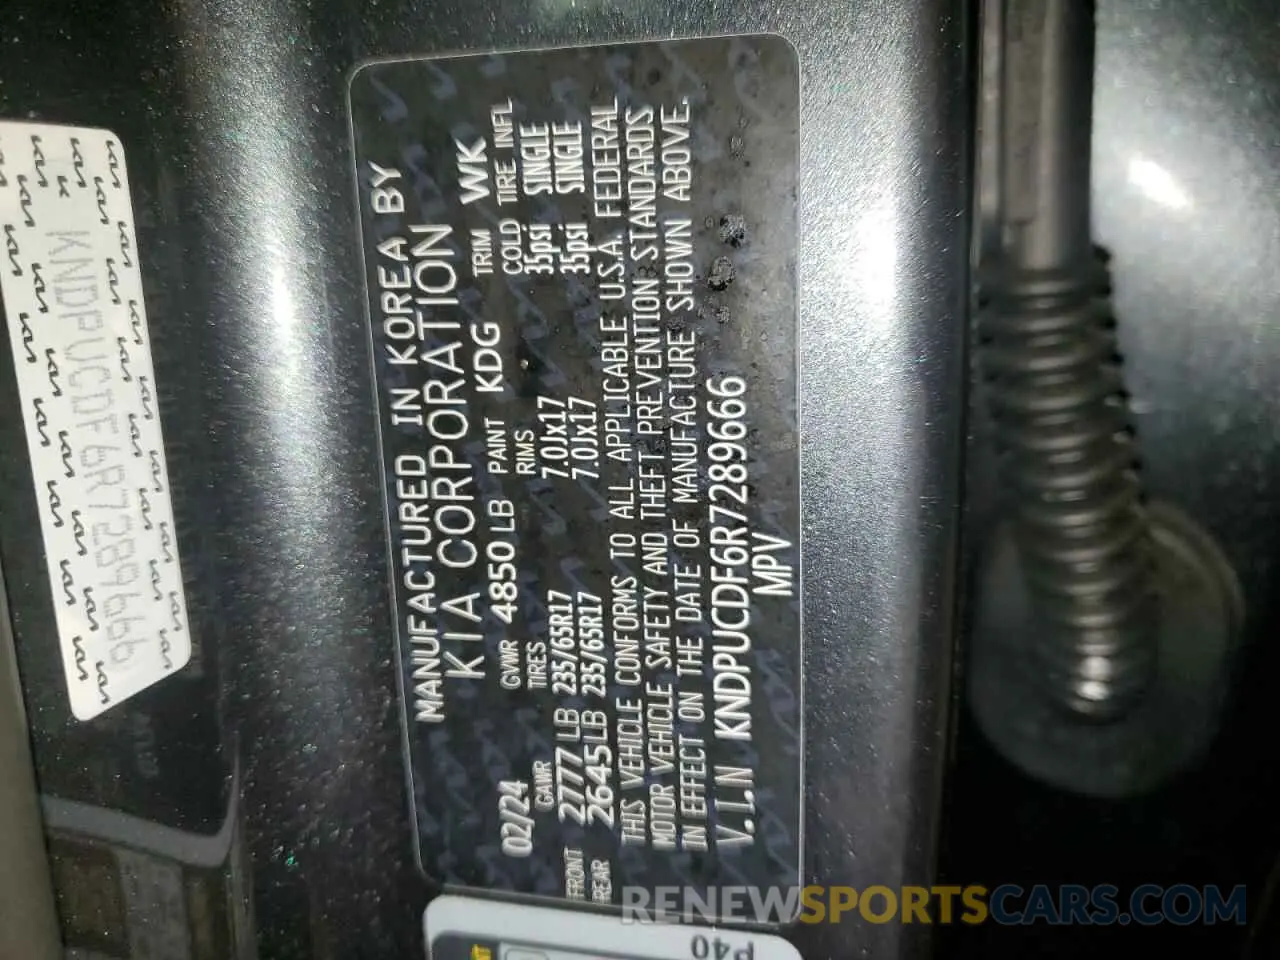 MANUFACTURED IN KOREA BY
KIA CORPORATION
02/24 GVWR 4850 LB PAINT KDG TRIM WK
GAWR TIRES RIMS COLD TIRE INFL
FRONT 2777 LB 235/65R17 7.0Jx17 35psi SINGLE
REAR 2645 LB 235/65R17 7.0Jx17 35psi SINGLE
THIS VEHICLE CONFORMS TO ALL APPLICABLE U.S.A. FEDERAL
MOTOR VEHICLE SAFETY AND THEFT PREVENTION STANDARDS
IN EFFECT ON THE DATE OF MANUFACTURE SHOWN ABOVE.
V.I.N KNDPUCDF6R7289666
MPV
KNDPUCDF6R7289666
P40
RENEWSPORTSCARS.COM